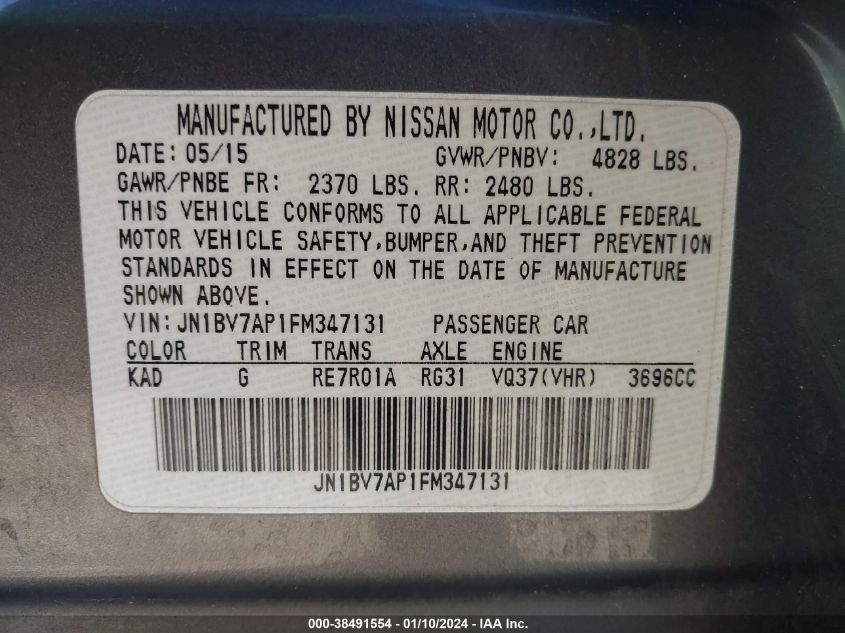 MANUFACTURED BY NISSAN MOTOR CO.,LTD.
DATE: 05/15 GVWR/PNBV: 4828 LBS.
GAWR/PNBE FR: 2370 LBS. RR: 2480 LBS.
THIS VEHICLE CONFORMS TO ALL APPLICABLE FEDERAL
MOTOR VEHICLE SAFETY,BUMPER,AND THEFT PREVENTION
STANDARDS IN EFFECT ON THE DATE OF MANUFACTURE
SHOWN ABOVE.
VIN: JN1BV7AP1FM347131 PASSENGER CAR
COLOR TRIM TRANS AXLE ENGINE
KAD G RE7R01A RG31 VQ37(VHR) 3696CC
JN1BV7AP1FM347131
000-38491554 — 01/10/2024 — IAA Inc.